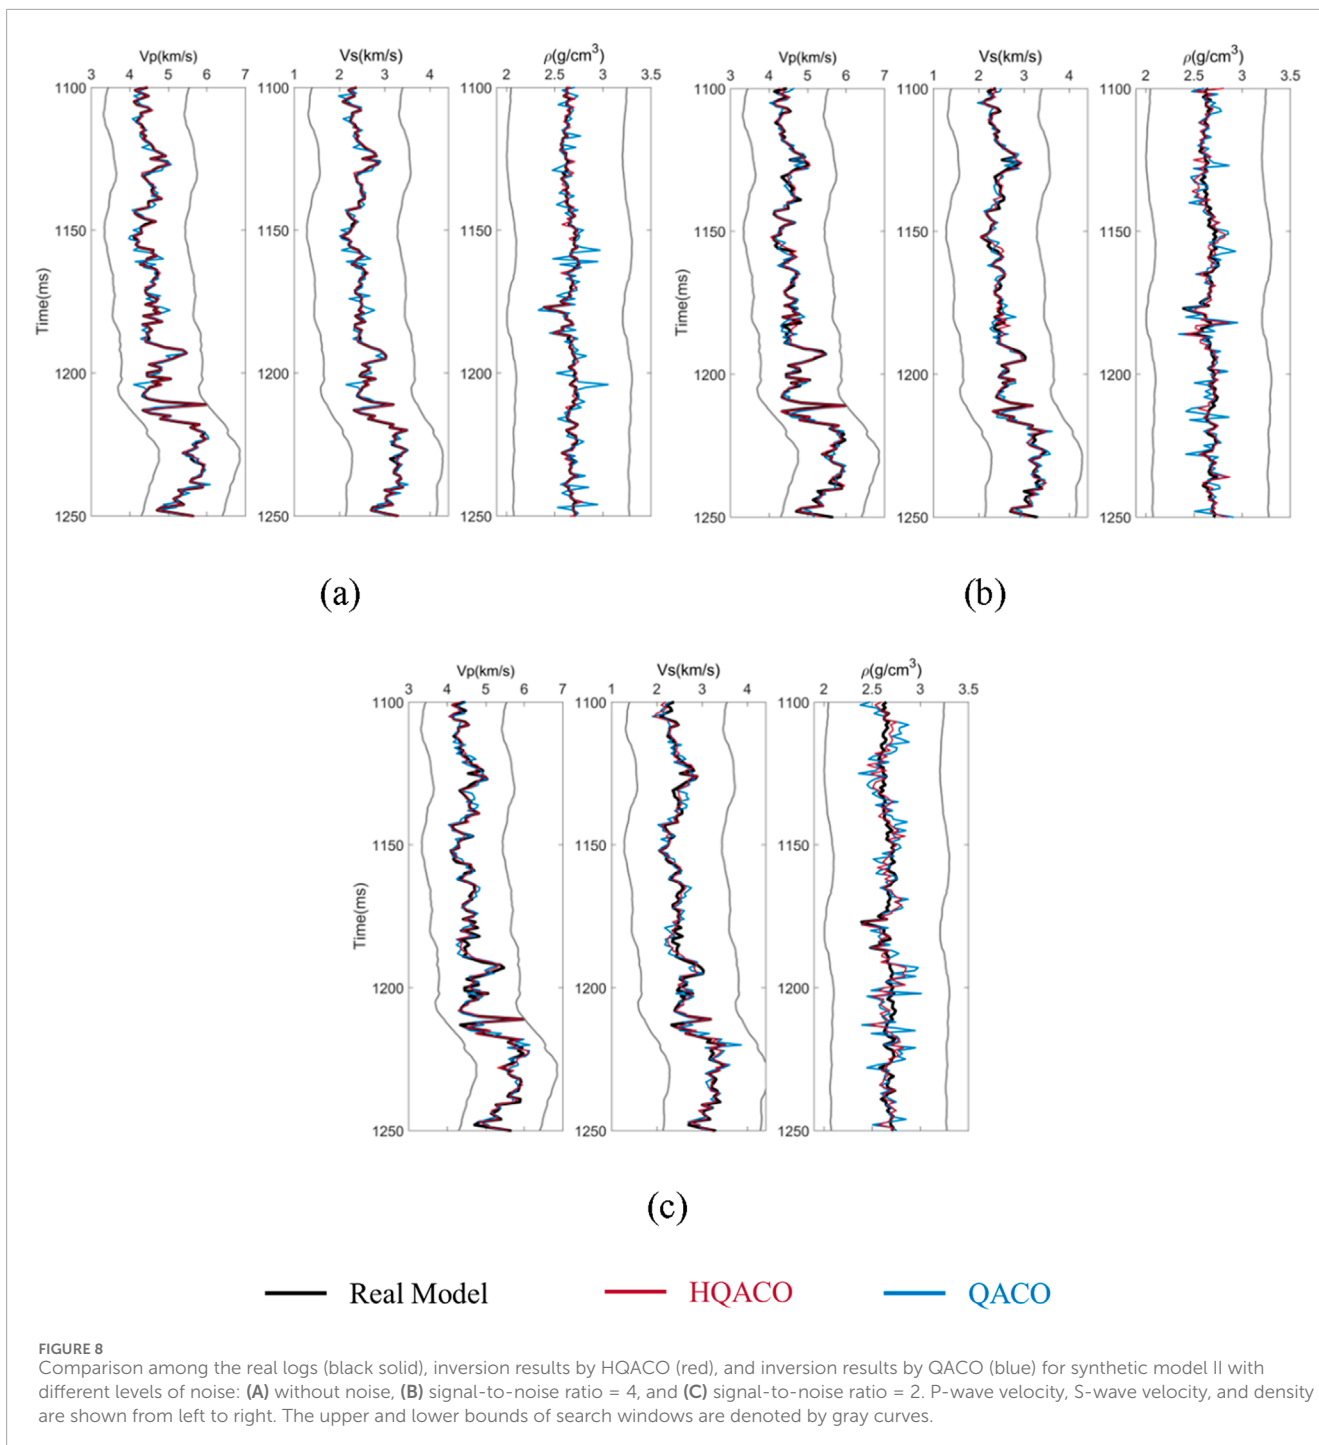 Vp(km/s) Vs(km/s) ρ(g/cm³)
3 4 5 6 7 1 2 3 4 2 2.5 3 3.5
1100
1150
1200
1250
Time(ms)
(a)
Vp(km/s) Vs(km/s) ρ(g/cm³)
3 4 5 6 7 1 2 3 4 2 2.5 3 3.5
1100
1150
1200
1250
Time(ms)
(b)
Vp(km/s) Vs(km/s) ρ(g/cm³)
3 4 5 6 7 1 2 3 4 2 2.5 3 3.5
1100
1150
1200
1250
Time(ms)
(c)
Real Model HQACO QACO
FIGURE 8
Comparison among the real logs (black solid), inversion results by HQACO (red), and inversion results by QACO (blue) for synthetic model II with
different levels of noise: (A) without noise, (B) signal-to-noise ratio = 4, and (C) signal-to-noise ratio = 2. P-wave velocity, S-wave velocity, and density
are shown from left to right. The upper and lower bounds of search windows are denoted by gray curves.